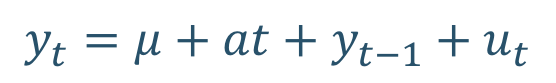 yₜ = μ + at + yₜ₋₁ + uₜ